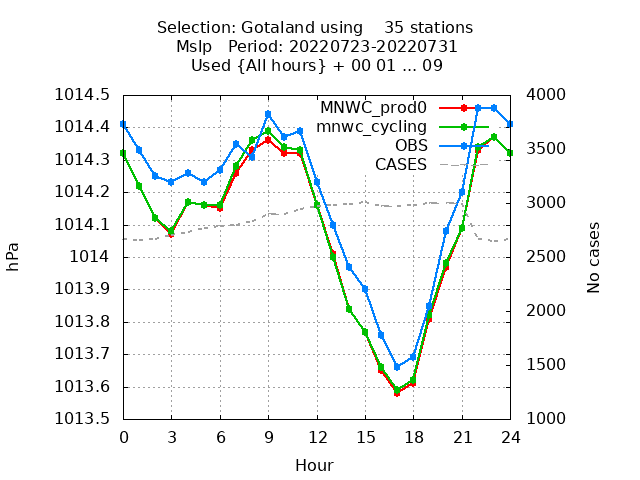 Selection: Gotaland using    35 stations
Mslp   Period: 20220723-20220731
Used {All hours} + 00 01 ... 09
MNWC_prod0
mnwc_cycling
OBS
CASES
1014.5
1014.4
1014.3
1014.2
1014.1
1014
1013.9
1013.8
1013.7
1013.6
1013.5
hPa
4000
3500
3000
2500
2000
1500
1000
No cases
0 3 6 9 12 15 18 21 24
Hour